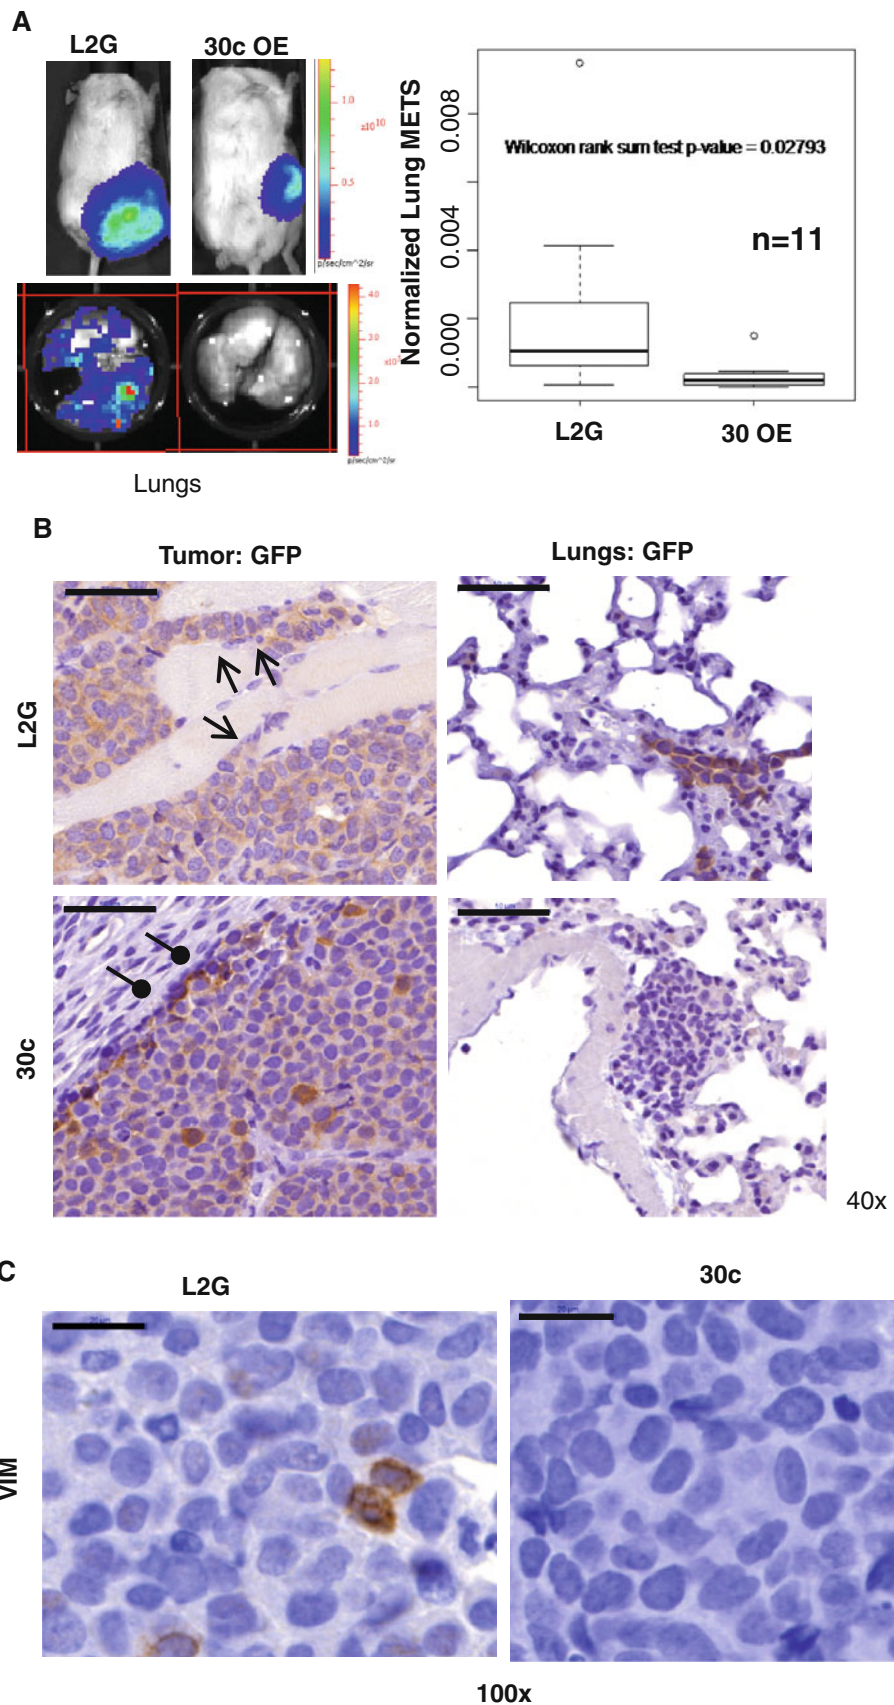 A
L2G
30c OE
1.0
x10^10
0.5
p/sec/cm^2/sr
4.0
3.0
2.0
1.0
p/sec/cm^2/sr
Lungs
Normalized Lung METS
0.008
0.004
0.000
Wilcoxon rank sum test p-value = 0.02793
n=11
L2G
30 OE
B
Tumor: GFP
Lungs: GFP
L2G
30c
40x
C
L2G
30c
VIM
100x